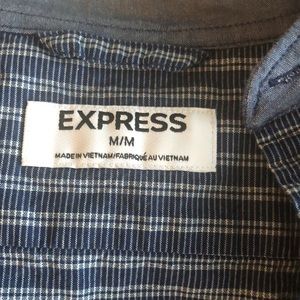 EXPRESS
M/M
MADE IN VIETNAM/FABRIQUÉ AU VIETNAM